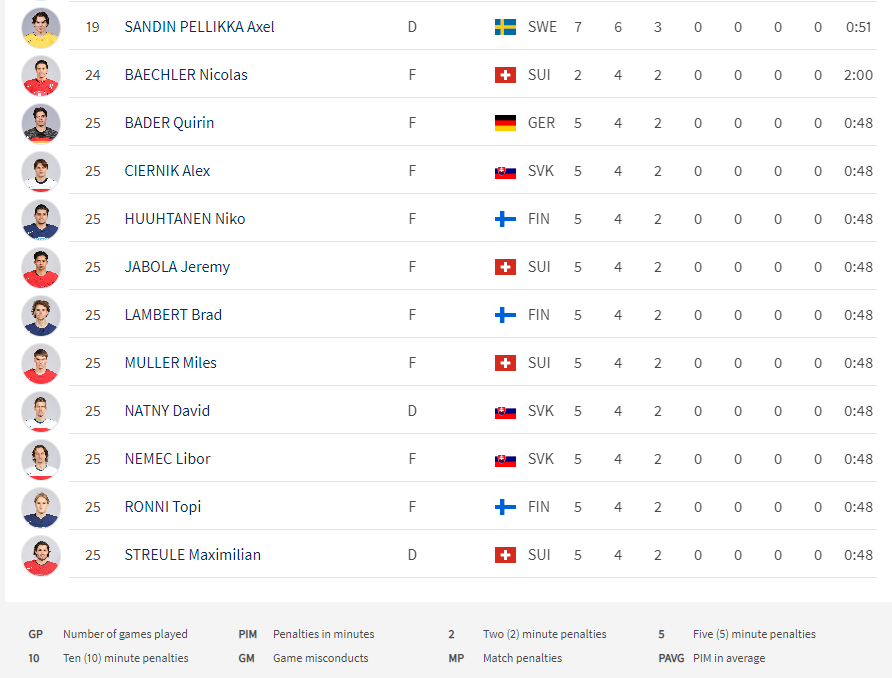 19 SANDIN PELLIKKA Axel D SWE 7 6 3 0 0 0 0 0:51
24 BAECHLER Nicolas F SUI 2 4 2 0 0 0 0 2:00
25 BADER Quirin F GER 5 4 2 0 0 0 0 0:48
25 CIERNIK Alex F SVK 5 4 2 0 0 0 0 0:48
25 HUUHTANEN Niko F FIN 5 4 2 0 0 0 0 0:48
25 JABOLA Jeremy F SUI 5 4 2 0 0 0 0 0:48
25 LAMBERT Brad F FIN 5 4 2 0 0 0 0 0:48
25 MULLER Miles F SUI 5 4 2 0 0 0 0 0:48
25 NATNY David D SVK 5 4 2 0 0 0 0 0:48
25 NEMEC Libor F SVK 5 4 2 0 0 0 0 0:48
25 RONNI Topi F FIN 5 4 2 0 0 0 0 0:48
25 STREULE Maximilian D SUI 5 4 2 0 0 0 0 0:48
GP Number of games played PIM Penalties in minutes 2 Two (2) minute penalties 5 Five (5) minute penalties
10 Ten (10) minute penalties GM Game misconducts MP Match penalties PAVG PIM in average